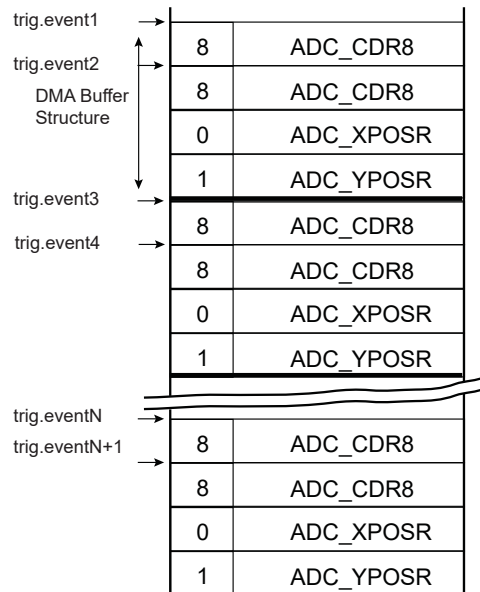 trig.event1
8 ADC_CDR8
trig.event2
8 ADC_CDR8
DMA Buffer
Structure
0 ADC_XPOSR
1 ADC_YPOSR
trig.event3
8 ADC_CDR8
trig.event4
8 ADC_CDR8
0 ADC_XPOSR
1 ADC_YPOSR
trig.eventN
8 ADC_CDR8
trig.eventN+1
8 ADC_CDR8
0 ADC_XPOSR
1 ADC_YPOSR